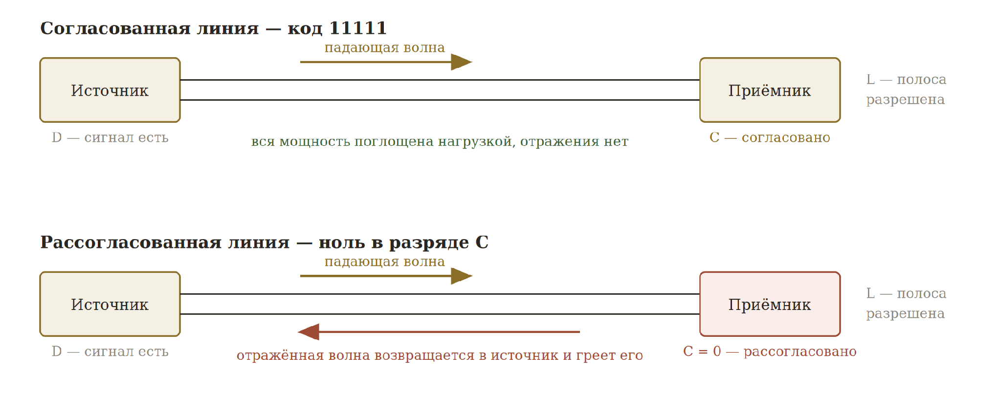 Согласованная линия — код 11111
падающая волна
Источник
Приёмник
L — полоса
разрешена
D — сигнал есть
вся мощность поглощена нагрузкой, отражения нет
C — согласовано
Рассогласованная линия — ноль в разряде C
падающая волна
Источник
Приёмник
L — полоса
разрешена
D — сигнал есть
отражённая волна возвращается в источник и греет его
C = 0 — рассогласовано